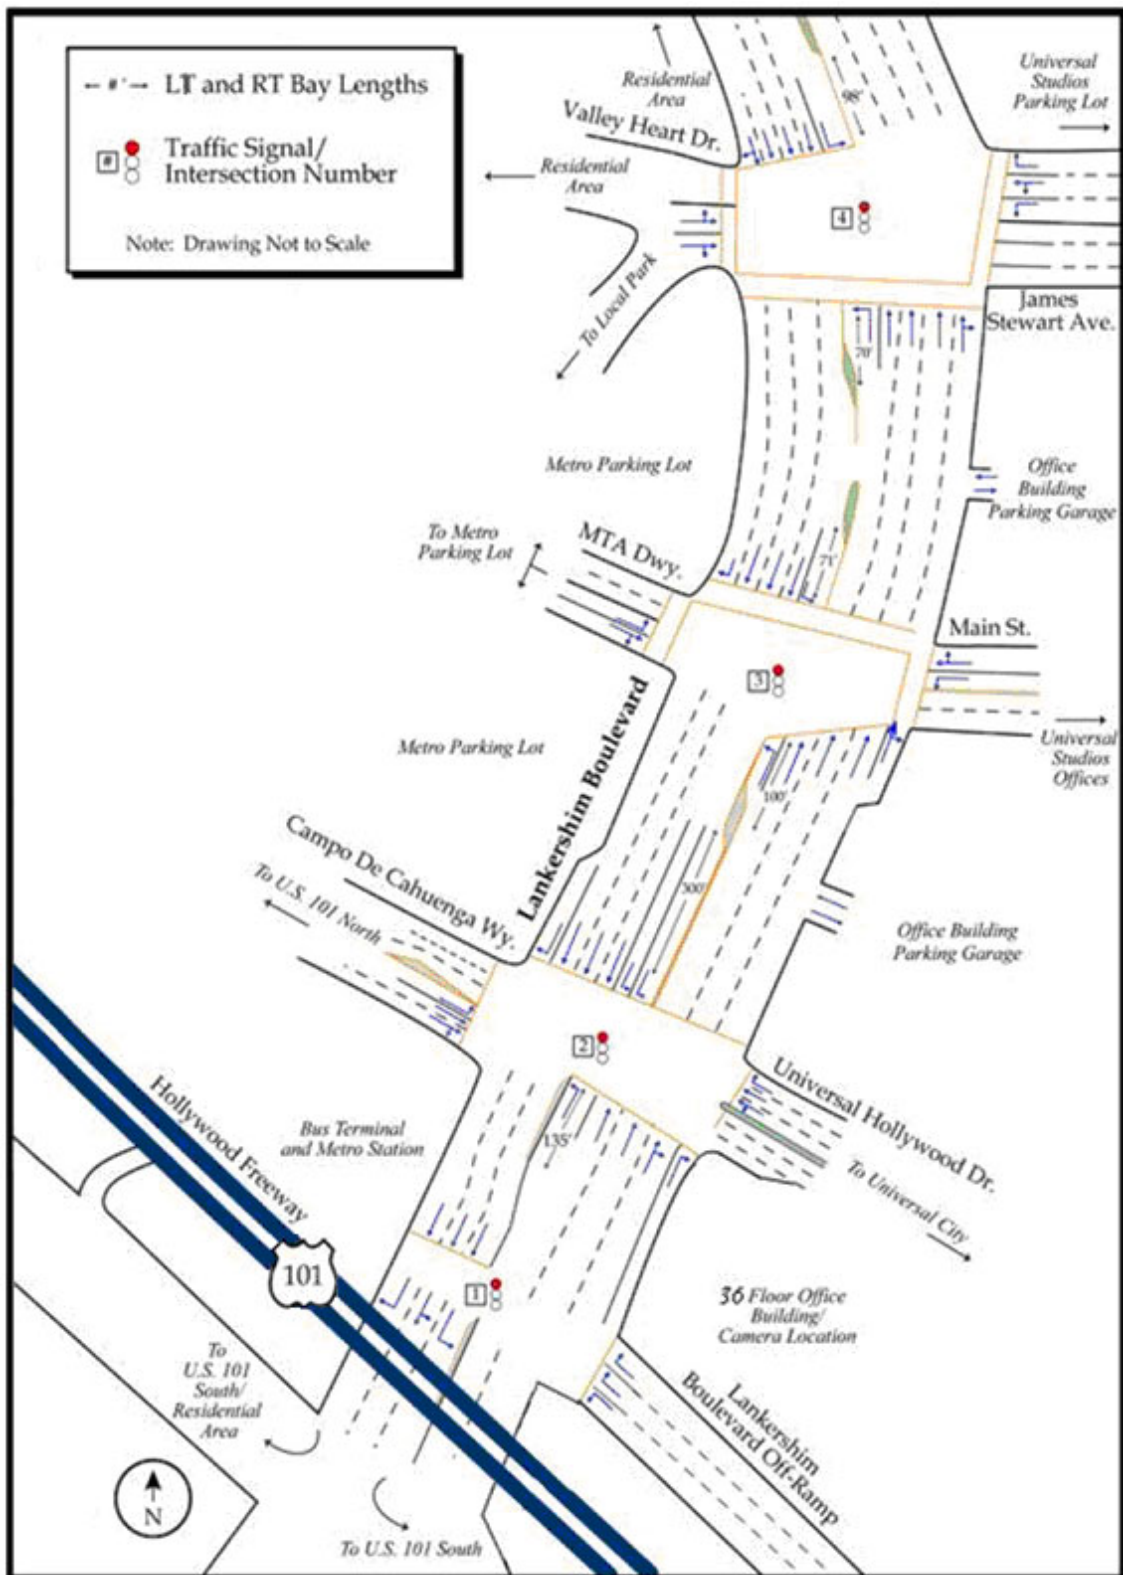 ← #' → LT and RT Bay Lengths
#
Traffic Signal/
Intersection Number
Note: Drawing Not to Scale
Residential
Area
Valley Heart Dr.
Residential
Area
98'
Universal
Studios
Parking Lot
4
To Local Park
James
Stewart Ave.
70'
Metro Parking Lot
Office
Building
Parking Garage
To Metro
Parking Lot
MTA Dwy.
71'
Main St.
3
Metro Parking Lot
Lankershim Boulevard
Universal
Studios
Offices
100'
Campo De Cahuenga Wy.
To U.S. 101 North
300'
Office Building
Parking Garage
2
Hollywood Freeway
Bus Terminal
and Metro Station
135'
Universal Hollywood Dr.
To Universal City
101
1
36 Floor Office
Building/
Camera Location
To
U.S. 101
South/
Residential
Area
Lankershim
Boulevard Off-Ramp
N
To U.S. 101 South